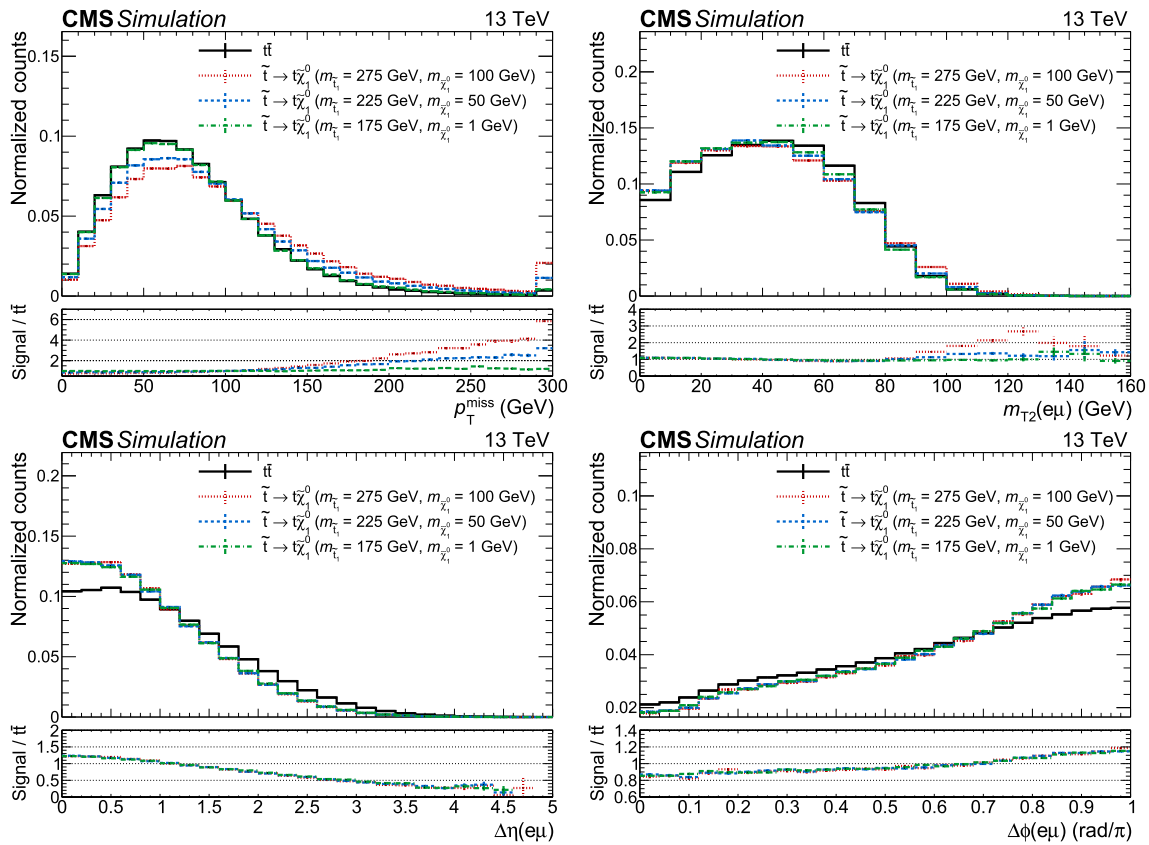 CMS Simulation 13 TeV
Normalized counts
0.15
0.1
0.05
0
tt̄
t̃ → tχ̃₁⁰ (m_t̃₁ = 275 GeV, m_χ̃₁⁰ = 100 GeV)
t̃ → tχ̃₁⁰ (m_t̃₁ = 225 GeV, m_χ̃₁⁰ = 50 GeV)
t̃ → tχ̃₁⁰ (m_t̃₁ = 175 GeV, m_χ̃₁⁰ = 1 GeV)
Signal / tt̄
6
4
2
0 50 100 150 200 250 300
p_T^miss (GeV)
CMS Simulation 13 TeV
Normalized counts
0.2
0.15
0.1
0.05
0
tt̄
t̃ → tχ̃₁⁰ (m_t̃₁ = 275 GeV, m_χ̃₁⁰ = 100 GeV)
t̃ → tχ̃₁⁰ (m_t̃₁ = 225 GeV, m_χ̃₁⁰ = 50 GeV)
t̃ → tχ̃₁⁰ (m_t̃₁ = 175 GeV, m_χ̃₁⁰ = 1 GeV)
Signal / tt̄
4
3
2
1
0
0 20 40 60 80 100 120 140 160
m_T2(eμ) (GeV)
CMS Simulation 13 TeV
Normalized counts
0.2
0.15
0.1
0.05
0
tt̄
t̃ → tχ̃₁⁰ (m_t̃₁ = 275 GeV, m_χ̃₁⁰ = 100 GeV)
t̃ → tχ̃₁⁰ (m_t̃₁ = 225 GeV, m_χ̃₁⁰ = 50 GeV)
t̃ → tχ̃₁⁰ (m_t̃₁ = 175 GeV, m_χ̃₁⁰ = 1 GeV)
Signal / tt̄
2
1.5
1
0.5
0
0 0.5 1 1.5 2 2.5 3 3.5 4 4.5 5
Δη(eμ)
CMS Simulation 13 TeV
Normalized counts
0.1
0.08
0.06
0.04
0.02
tt̄
t̃ → tχ̃₁⁰ (m_t̃₁ = 275 GeV, m_χ̃₁⁰ = 100 GeV)
t̃ → tχ̃₁⁰ (m_t̃₁ = 225 GeV, m_χ̃₁⁰ = 50 GeV)
t̃ → tχ̃₁⁰ (m_t̃₁ = 175 GeV, m_χ̃₁⁰ = 1 GeV)
Signal / tt̄
1.4
1.2
1
0.8
0.6
0 0.1 0.2 0.3 0.4 0.5 0.6 0.7 0.8 0.9 1
Δϕ(eμ) (rad/π)